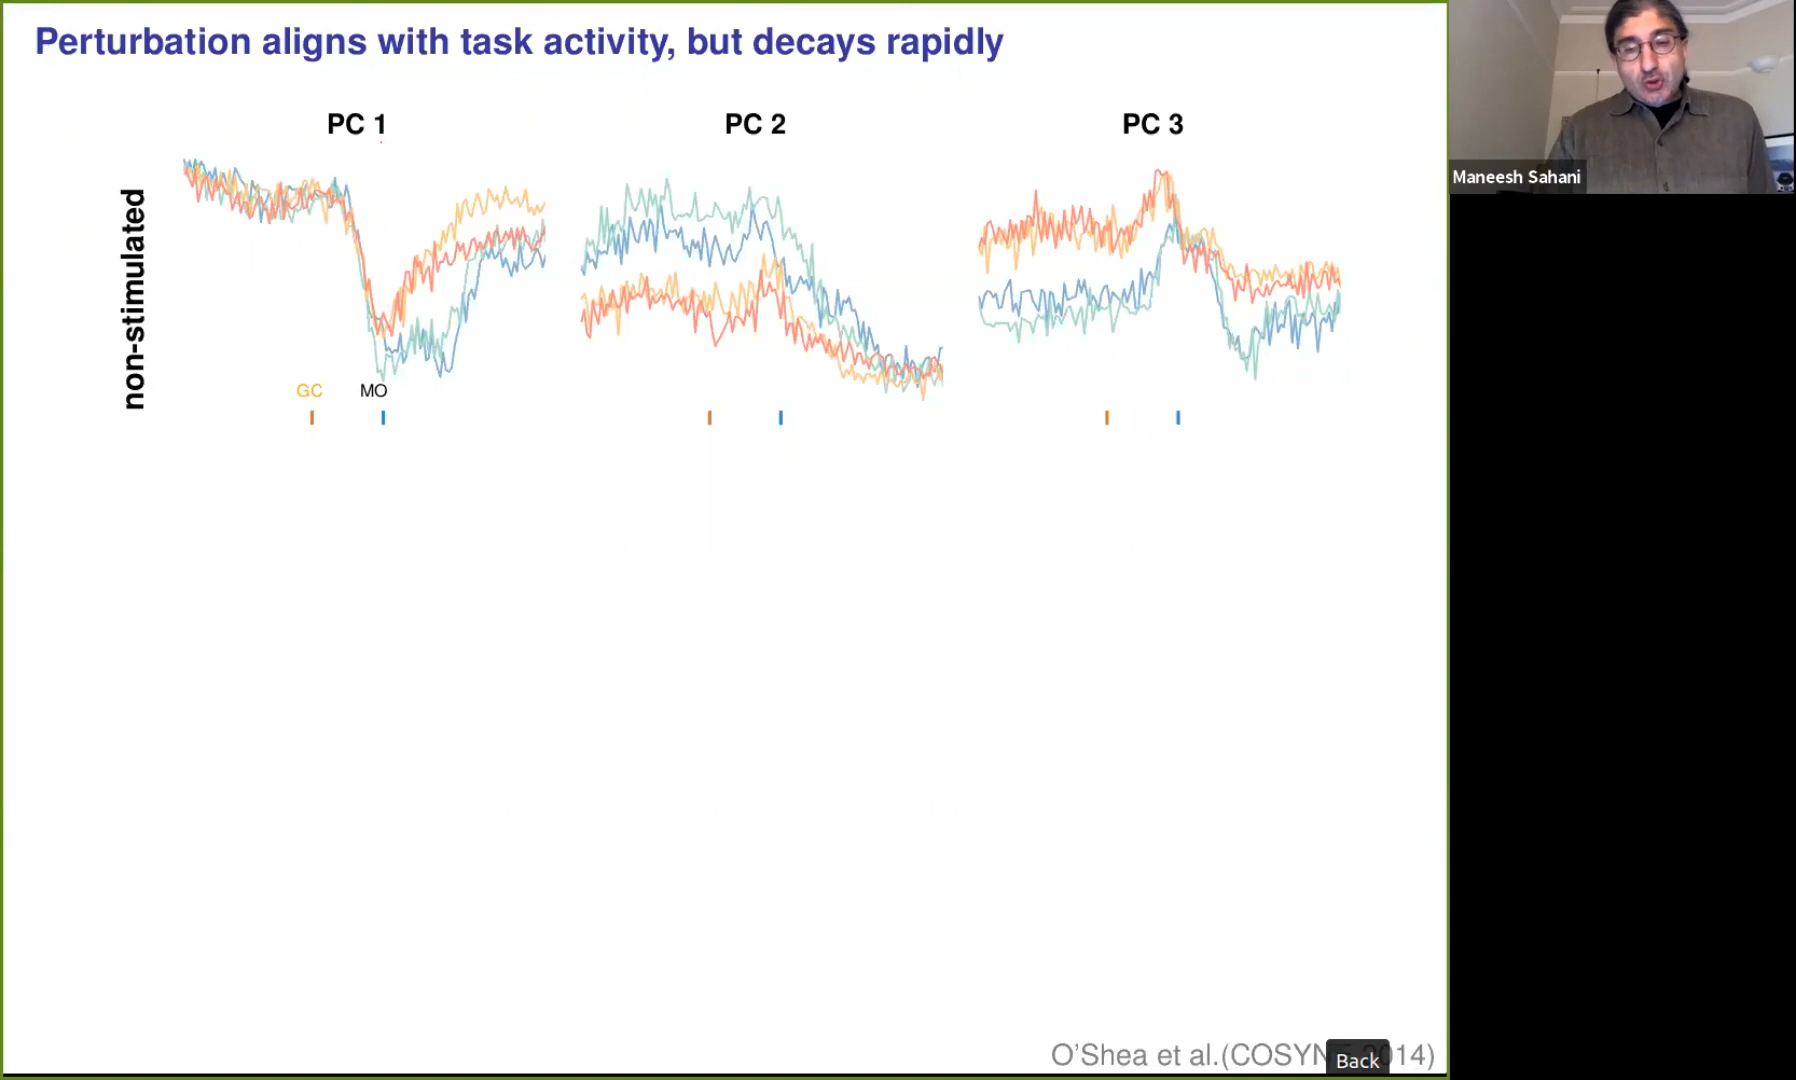 Perturbation aligns with task activity, but decays rapidly
PC 1
PC 2
PC 3
non-stimulated
GC
MO
O'Shea et al.(COSYN 014)
Back
Maneesh Sahani